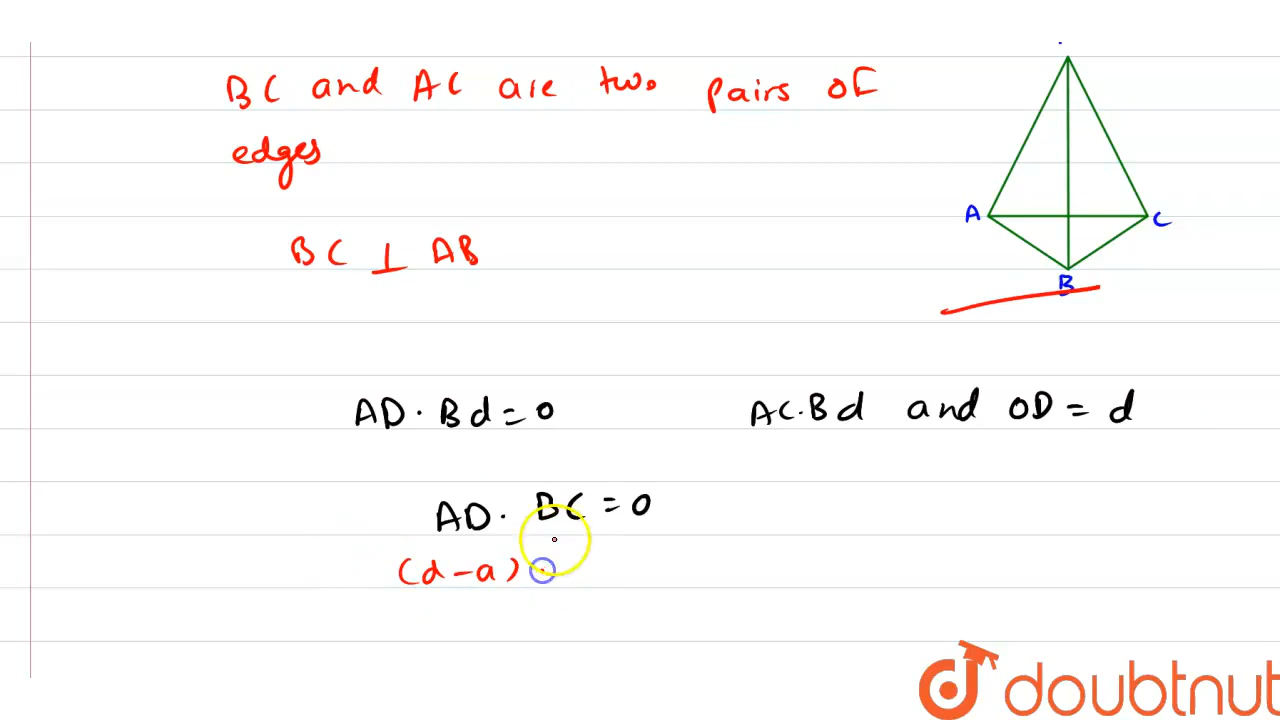 BC and AC are two pairs of
edges
A
C
BC ⊥ AB
B
AD · Bd = 0
AC.Bd and OD = d
AD · BC = 0
(d - a)
doubtnut